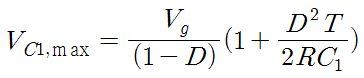 V_{C1,max} = \frac{V_g}{(1-D)}(1+\frac{D^2 T}{2RC_1})